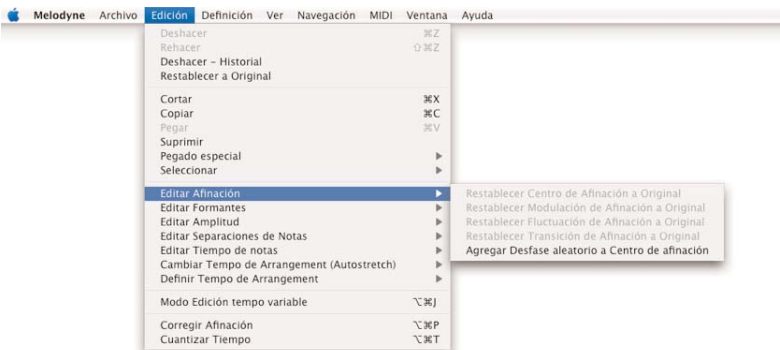 Melodyne Archivo Edición Definición Ver Navegación MIDI Ventana Ayuda
Deshacer ⌘Z
Rehacer ⇧⌘Z
Deshacer – Historial
Restablecer a Original
Cortar ⌘X
Copiar ⌘C
Pegar ⌘V
Suprimir
Pegado especial
Seleccionar
Editar Afinación
Editar Formantes
Editar Amplitud
Editar Separaciones de Notas
Editar Tiempo de notas
Cambiar Tempo de Arrangement (Autostretch)
Definir Tempo de Arrangement
Modo Edición tempo variable ⌥⌘J
Corregir Afinación ⌥⌘P
Cuantizar Tiempo ⌥⌘T
Restablecer Centro de Afinación a Original
Restablecer Modulación de Afinación a Original
Restablecer Fluctuación de Afinación a Original
Restablecer Transición de Afinación a Original
Agregar Desfase aleatorio a Centro de afinación